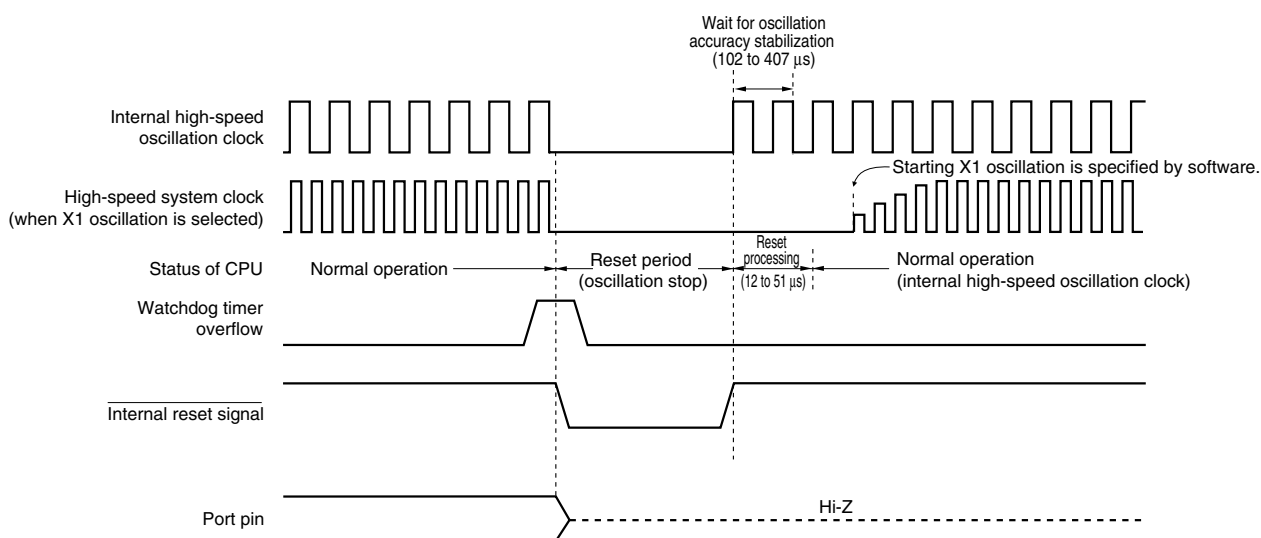 Wait for oscillation
accuracy stabilization
(102 to 407 μs)
Internal high-speed
oscillation clock
Starting X1 oscillation is specified by software.
High-speed system clock
(when X1 oscillation is selected)
Status of CPU
Normal operation
Reset period
(oscillation stop)
Reset
processing
(12 to 51 μs)
Normal operation
(internal high-speed oscillation clock)
Watchdog timer
overflow
Internal reset signal
Port pin
Hi-Z